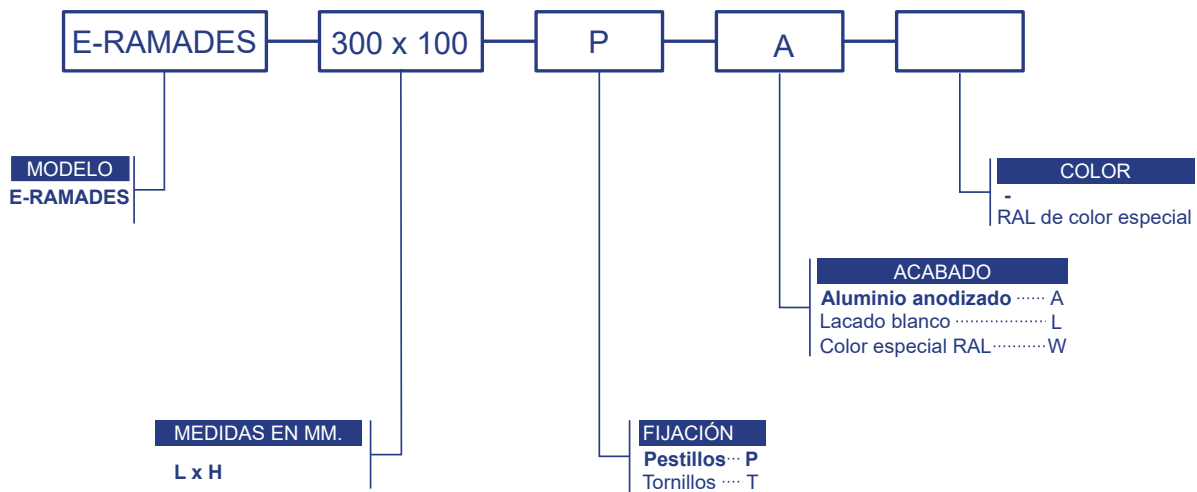 E-RAMADES
300 x 100
P
A
MODELO
E-RAMADES
COLOR
-
RAL de color especial
ACABADO
Aluminio anodizado ······ A
Lacado blanco ··················· L
Color especial RAL ··········· W
MEDIDAS EN MM.
L x H
FIJACIÓN
Pestillos ··· P
Tornillos ···· T